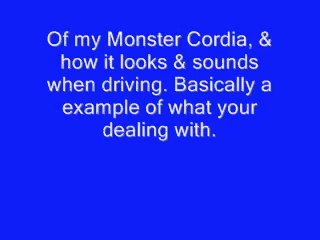 Of my Monster Cordia, &
how it looks & sounds
when driving. Basically a
example of what your
dealing with.